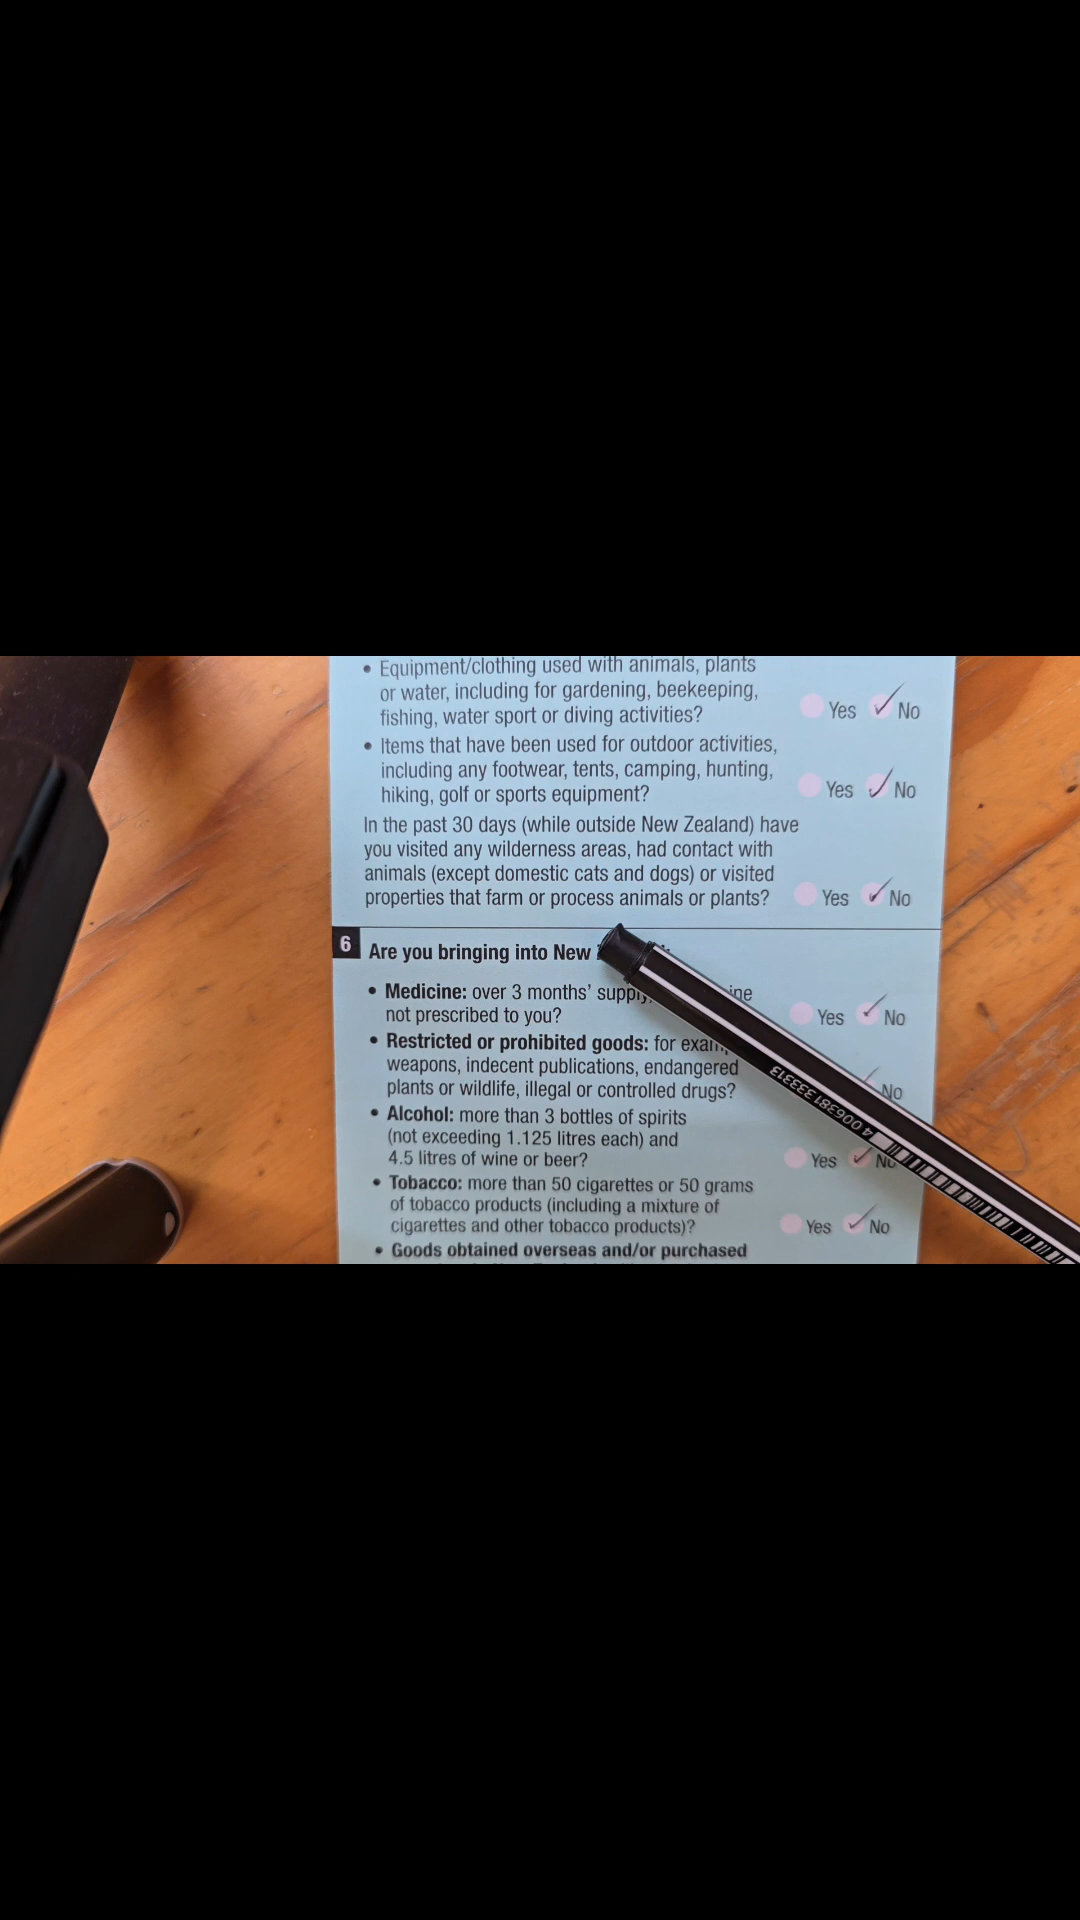 • Equipment/clothing used with animals, plants
or water, including for gardening, beekeeping,
fishing, water sport or diving activities? Yes ✓ No
• Items that have been used for outdoor activities,
including any footwear, tents, camping, hunting,
hiking, golf or sports equipment? Yes ✓ No
In the past 30 days (while outside New Zealand) have
you visited any wilderness areas, had contact with
animals (except domestic cats and dogs) or visited
properties that farm or process animals or plants? Yes ✓ No
6 Are you bringing into New
• Medicine: over 3 months' supply,
not prescribed to you? Yes ✓ No
• Restricted or prohibited goods: for
weapons, indecent publications, endangered
plants or wildlife, illegal or controlled drugs? No
• Alcohol: more than 3 bottles of spirits
(not exceeding 1.125 litres each) and
4.5 litres of wine or beer? Yes ✓ No
• Tobacco: more than 50 cigarettes or 50 grams
of tobacco products (including a mixture of
cigarettes and other tobacco products)? Yes ✓ No
• Goods obtained overseas and/or purchased
4 006381 333313